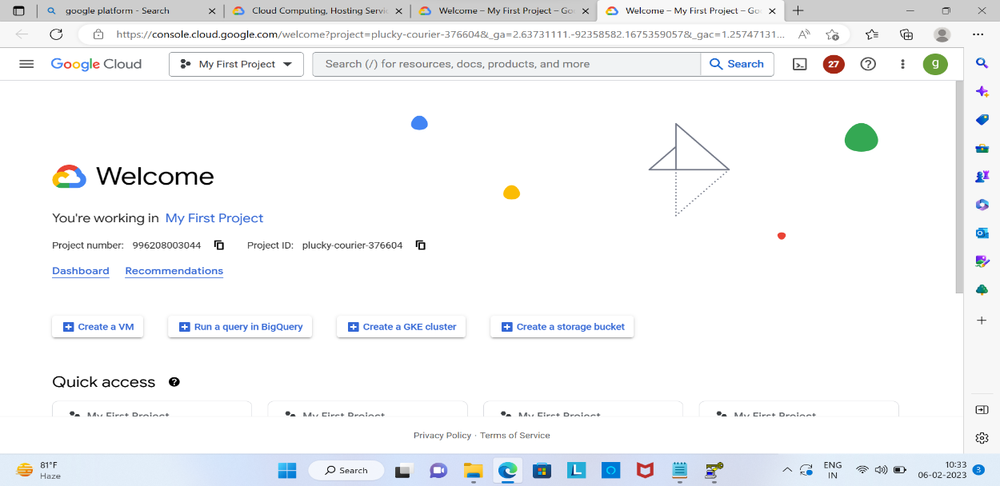 google platform - Search
Cloud Computing, Hosting Servic
Welcome – My First Project – Go
Welcome – My First Project – Go
https://console.cloud.google.com/welcome?project=plucky-courier-376604&_ga=2.63731111.-92358582.1675359057&_gac=1.25747131...
Google Cloud
My First Project
Search (/) for resources, docs, products, and more
Search
27
g
Welcome
You're working in My First Project
Project number: 996208003044 Project ID: plucky-courier-376604
Dashboard Recommendations
Create a VM
Run a query in BigQuery
Create a GKE cluster
Create a storage bucket
Quick access
My First Project
My First Project
My First Project
My First Project
Privacy Policy · Terms of Service
81°F
Haze
Search
ENG
IN
10:33
06-02-2023
3